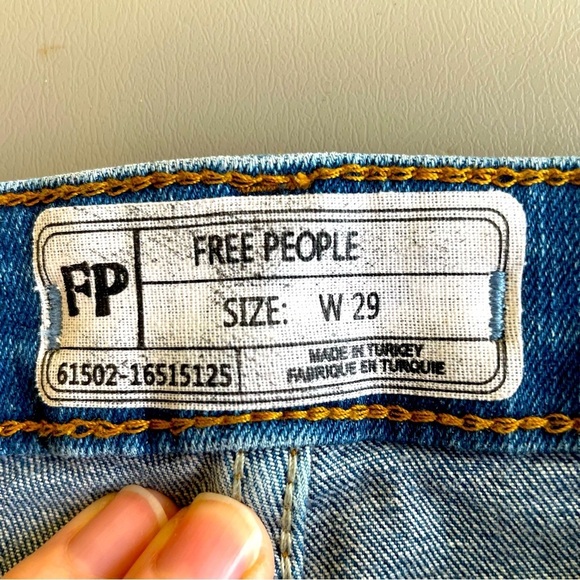 FP
FREE PEOPLE
SIZE: W 29
61502-16515125
MADE IN TURKEY
FABRIQUE EN TURQUIE